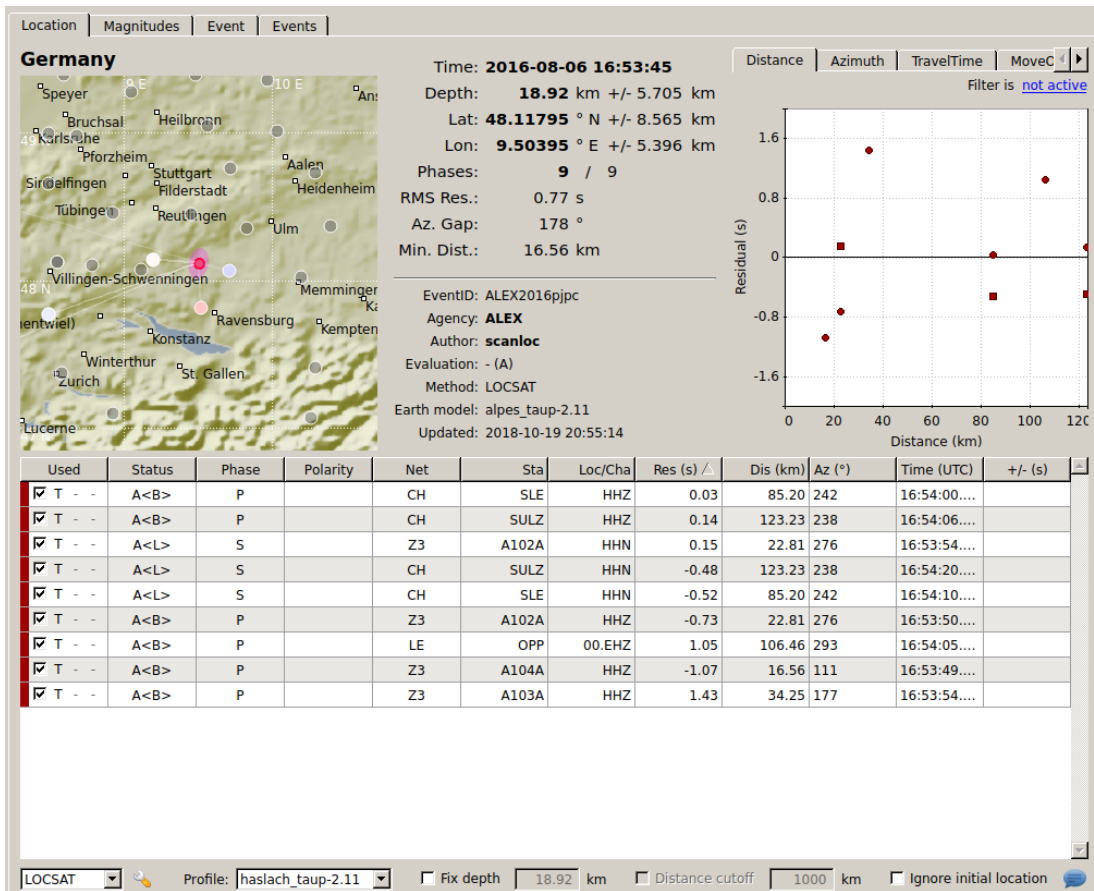 Location Magnitudes Event Events
Germany
9 E
10 E
Speyer
Bruchsal
Heilbronn
Karlsruhe
Pforzheim
Stuttgart
Aalen
Sindelfingen
Filderstadt
Heidenheim
Tübingen
Reutlingen
Ulm
Villingen-Schwenningen
48 N
Memmingen
Ravensburg
Kempten
Konstanz
Winterthur
Zurich
St. Gallen
Lucerne
Time: 2016-08-06 16:53:45
Depth: 18.92 km +/- 5.705 km
Lat: 48.11795 ° N +/- 8.565 km
Lon: 9.50395 ° E +/- 5.396 km
Phases: 9 / 9
RMS Res.: 0.77 s
Az. Gap: 178 °
Min. Dist.: 16.56 km
EventID: ALEX2016pjpc
Agency: ALEX
Author: scanloc
Evaluation: - (A)
Method: LOCSAT
Earth model: alpes_taup-2.11
Updated: 2018-10-19 20:55:14
Distance Azimuth TravelTime MoveO
Filter is not active
1.6
0.8
0
-0.8
-1.6
Residual (s)
0 20 40 60 80 100 120
Distance (km)
Used Status Phase Polarity Net Sta Loc/Cha Res (s) Dis (km) Az (°) Time (UTC) +/- (s)
T - - A<B> P CH SLE HHZ 0.03 85.20 242 16:54:00....
T - - A<B> P CH SULZ HHZ 0.14 123.23 238 16:54:06....
T - - A<L> S Z3 A102A HHN 0.15 22.81 276 16:53:54....
T - - A<L> S CH SULZ HHN -0.48 123.23 238 16:54:20....
T - - A<L> S CH SLE HHN -0.52 85.20 242 16:54:10....
T - - A<B> P Z3 A102A HHZ -0.73 22.81 276 16:53:50....
T - - A<B> P LE OPP 00.EHZ 1.05 106.46 293 16:54:05....
T - - A<B> P Z3 A104A HHZ -1.07 16.56 111 16:53:49....
T - - A<B> P Z3 A103A HHZ 1.43 34.25 177 16:53:54....
LOCSAT Profile: haslach_taup-2.11 Fix depth 18.92 km Distance cutoff 1000 km Ignore initial location